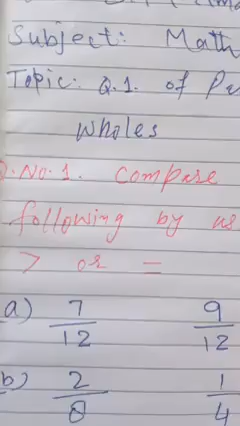 Subject: Math
Topic: Q.1. of
Wholes
Q.No.1. Compare
following by
> or =
a) 7/12 9/12
b) 2/8 1/4